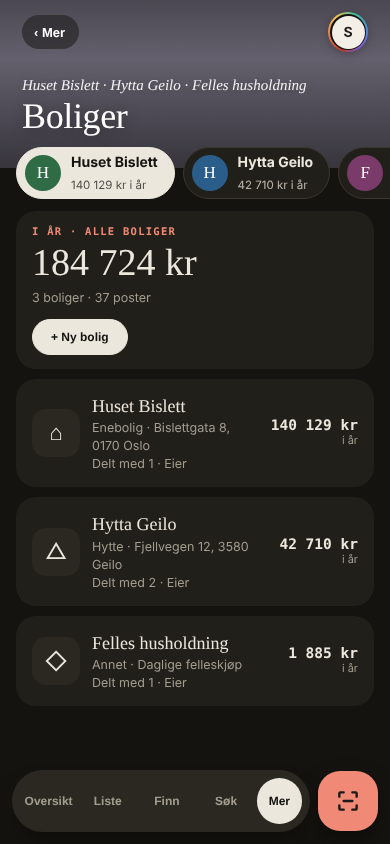 ‹ Mer
S
Huset Bislett · Hytta Geilo · Felles husholdning
Boliger
H
Huset Bislett
140 129 kr i år
H
Hytta Geilo
42 710 kr i år
F
I ÅR · ALLE BOLIGER
184 724 kr
3 boliger · 37 poster
+ Ny bolig
Huset Bislett
Enebolig · Bislettgata 8,
0170 Oslo
Delt med 1 · Eier
140 129 kr
i år
Hytta Geilo
Hytte · Fjellvegen 12, 3580
Geilo
Delt med 2 · Eier
42 710 kr
i år
Felles husholdning
Annet · Daglige felleskjøp
Delt med 1 · Eier
1 885 kr
i år
Oversikt
Liste
Finn
Søk
Mer